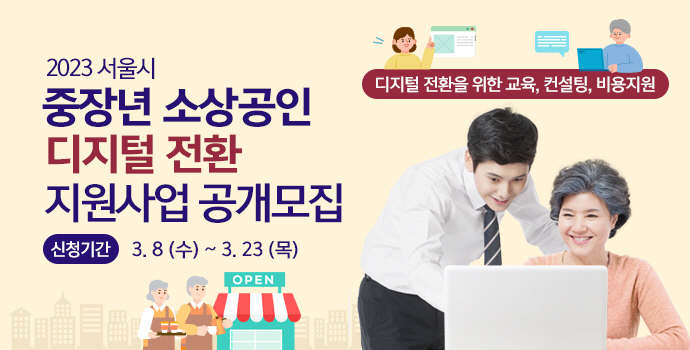 2023 서울시
중장년 소상공인
디지털 전환
지원사업 공개모집
신청기간 3. 8 (수) ~ 3. 23 (목)
디지털 전환을 위한 교육, 컨설팅, 비용지원
OPEN